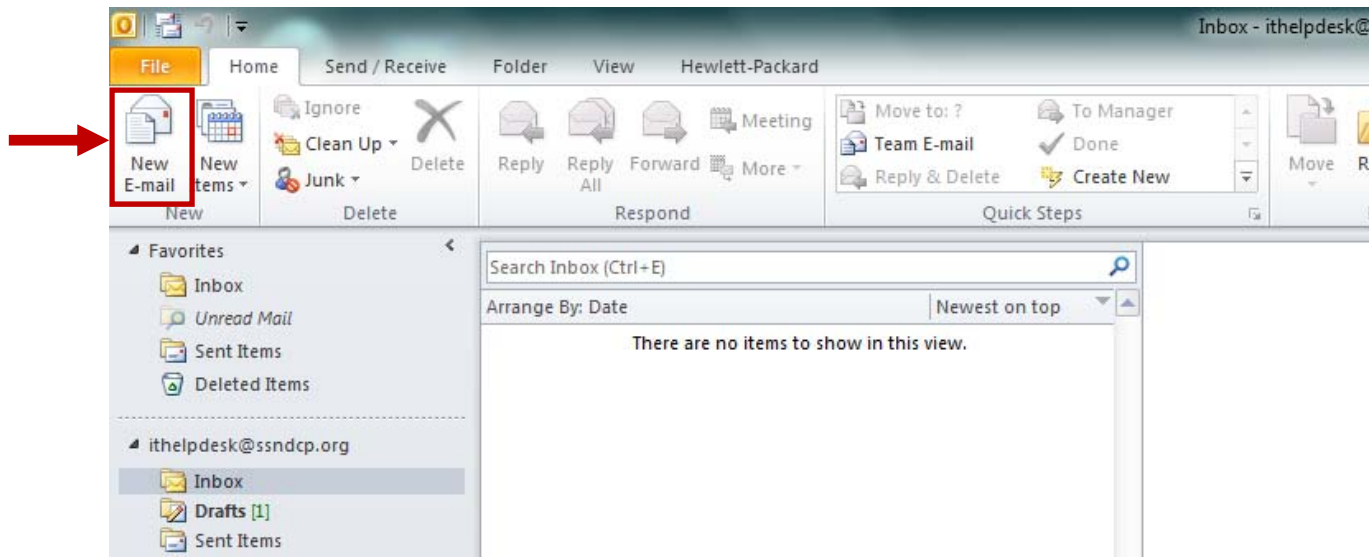 Inbox - ithelpdesk@
File Home Send / Receive Folder View Hewlett-Packard
New E-mail
New Items
Ignore
Clean Up
Junk
Delete
Reply
Reply All
Forward
Meeting
More
Move to: ?
Team E-mail
Reply & Delete
To Manager
Done
Create New
Move
R
New Delete Respond Quick Steps
Favorites
Inbox
Unread Mail
Sent Items
Deleted Items
ithelpdesk@ssndcp.org
Inbox
Drafts [1]
Sent Items
Search Inbox (Ctrl+E)
Arrange By: Date Newest on top
There are no items to show in this view.